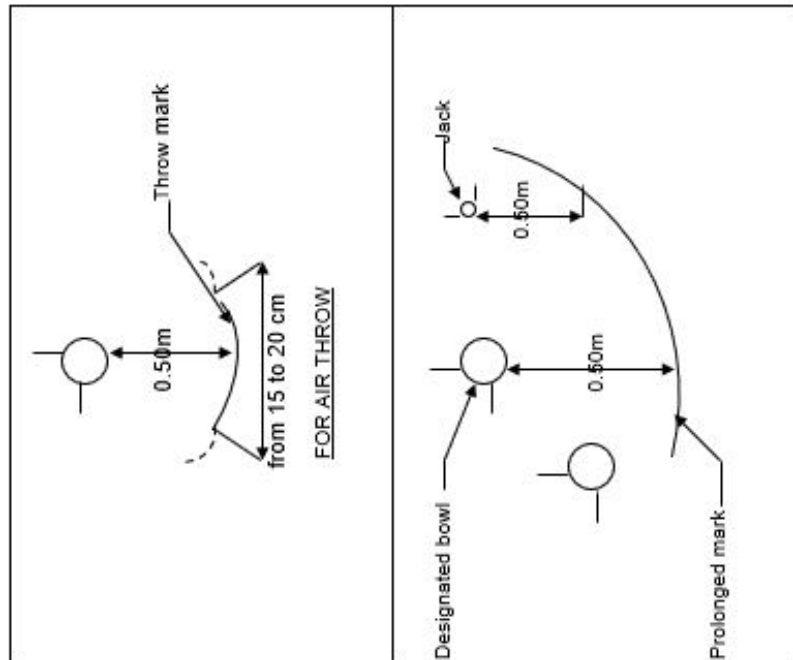 Throw mark
0.50m
from 15 to 20 cm
FOR AIR THROW
Jack
0.50m
0.50m
Designated bowl
Prolonged mark